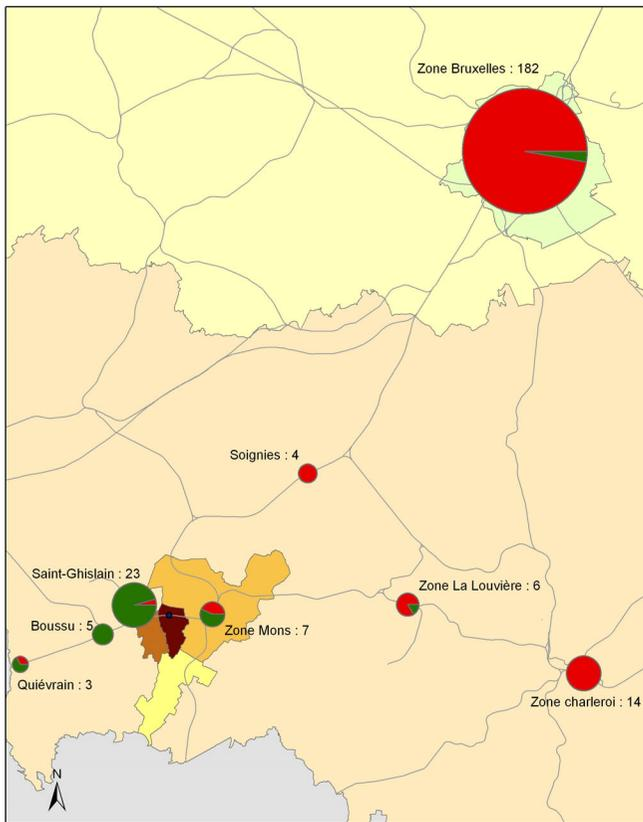 Zone Bruxelles : 182
Soignies : 4
Saint-Ghislain : 23
Zone La Louvière : 6
Boussu : 5
Zone Mons : 7
Quiévrain : 3
Zone charleroi : 14
N